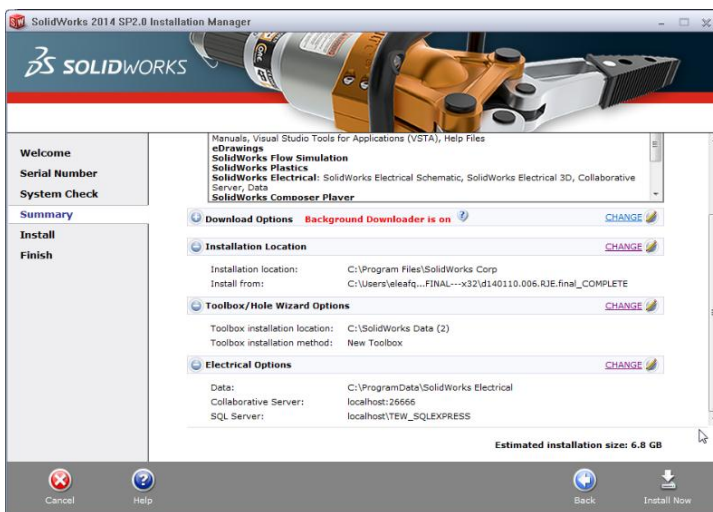 SolidWorks 2014 SP2.0 Installation Manager
SOLIDWORKS
Welcome
Serial Number
System Check
Summary
Install
Finish
Manuals, Visual Studio Tools for Applications (VSTA), Help Files
eDrawings
SolidWorks Flow Simulation
SolidWorks Plastics
SolidWorks Electrical: SolidWorks Electrical Schematic, SolidWorks Electrical 3D, Collaborative
Server, Data
SolidWorks Composer Player
Download Options Background Downloader is on ? CHANGE
Installation Location CHANGE
Installation location: C:\Program Files\SolidWorks Corp
Install from: C:\Users\eleafq...FINAL---x32\d140110.006.RJE.final_COMPLETE
Toolbox/Hole Wizard Options CHANGE
Toolbox installation location: C:\SolidWorks Data (2)
Toolbox installation method: New Toolbox
Electrical Options CHANGE
Data: C:\ProgramData\SolidWorks Electrical
Collaborative Server: localhost:26666
SQL Server: localhost\TEW_SQLEXPRESS
Estimated installation size: 6.8 GB
Cancel
Help
Back
Install Now